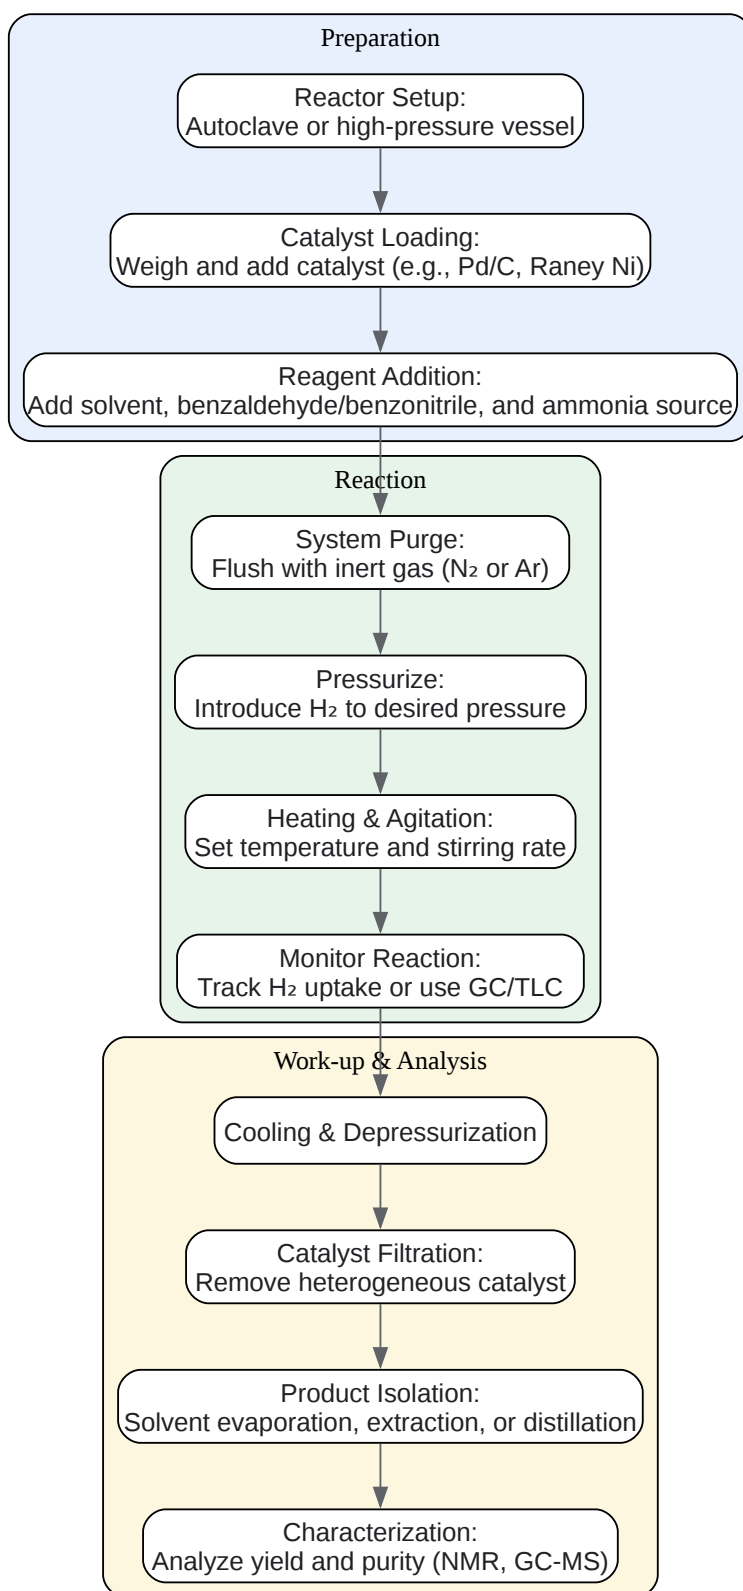 Preparation
Reactor Setup:
Autoclave or high-pressure vessel
Catalyst Loading:
Weigh and add catalyst (e.g., Pd/C, Raney Ni)
Reagent Addition:
Add solvent, benzaldehyde/benzonitrile, and ammonia source
Reaction
System Purge:
Flush with inert gas (N₂ or Ar)
Pressurize:
Introduce H₂ to desired pressure
Heating & Agitation:
Set temperature and stirring rate
Monitor Reaction:
Track H₂ uptake or use GC/TLC
Work-up & Analysis
Cooling & Depressurization
Catalyst Filtration:
Remove heterogeneous catalyst
Product Isolation:
Solvent evaporation, extraction, or distillation
Characterization:
Analyze yield and purity (NMR, GC-MS)